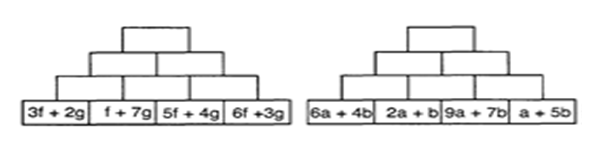 3f + 2g f + 7g 5f + 4g 6f +3g 6a + 4b 2a + b 9a + 7b a + 5b